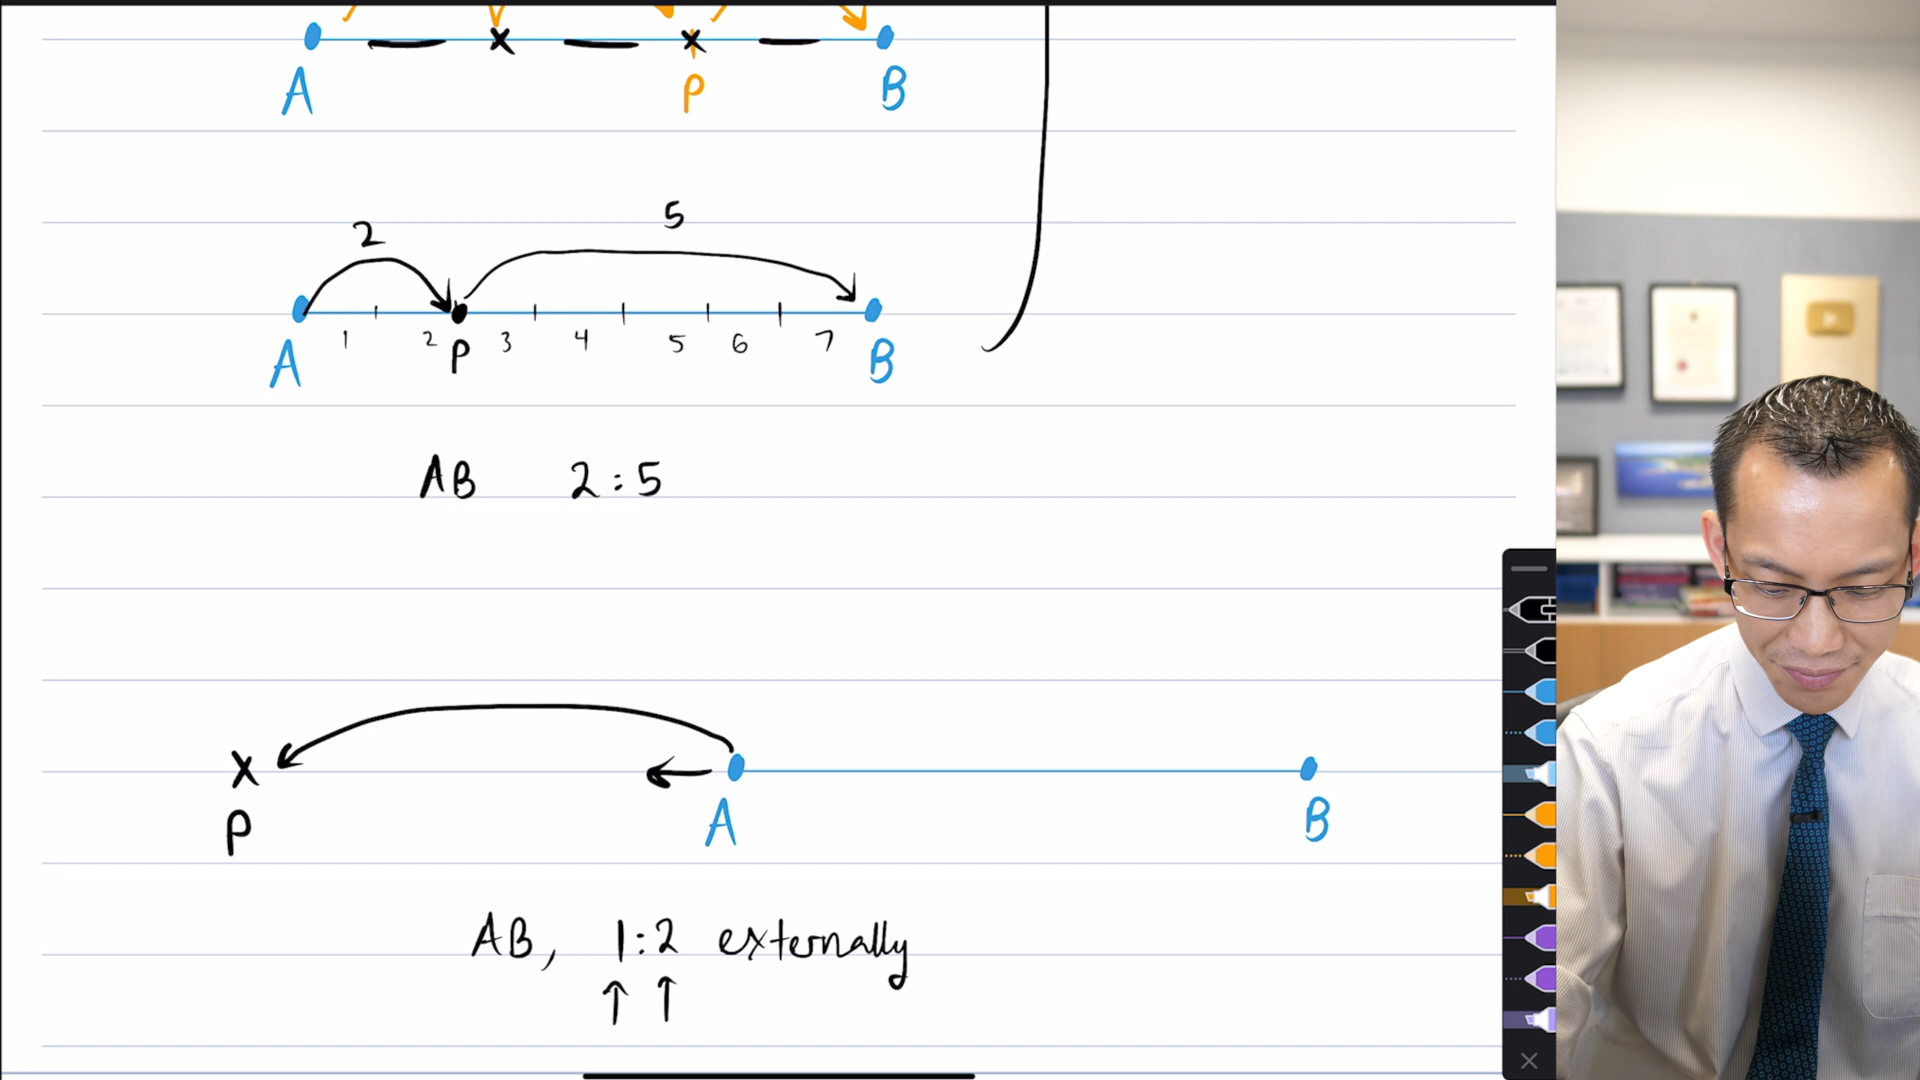 A P B
2 5
1 2 3 4 5 6 7
A P B
AB 2:5
x
P A B
AB, 1:2 externally
↑ ↑